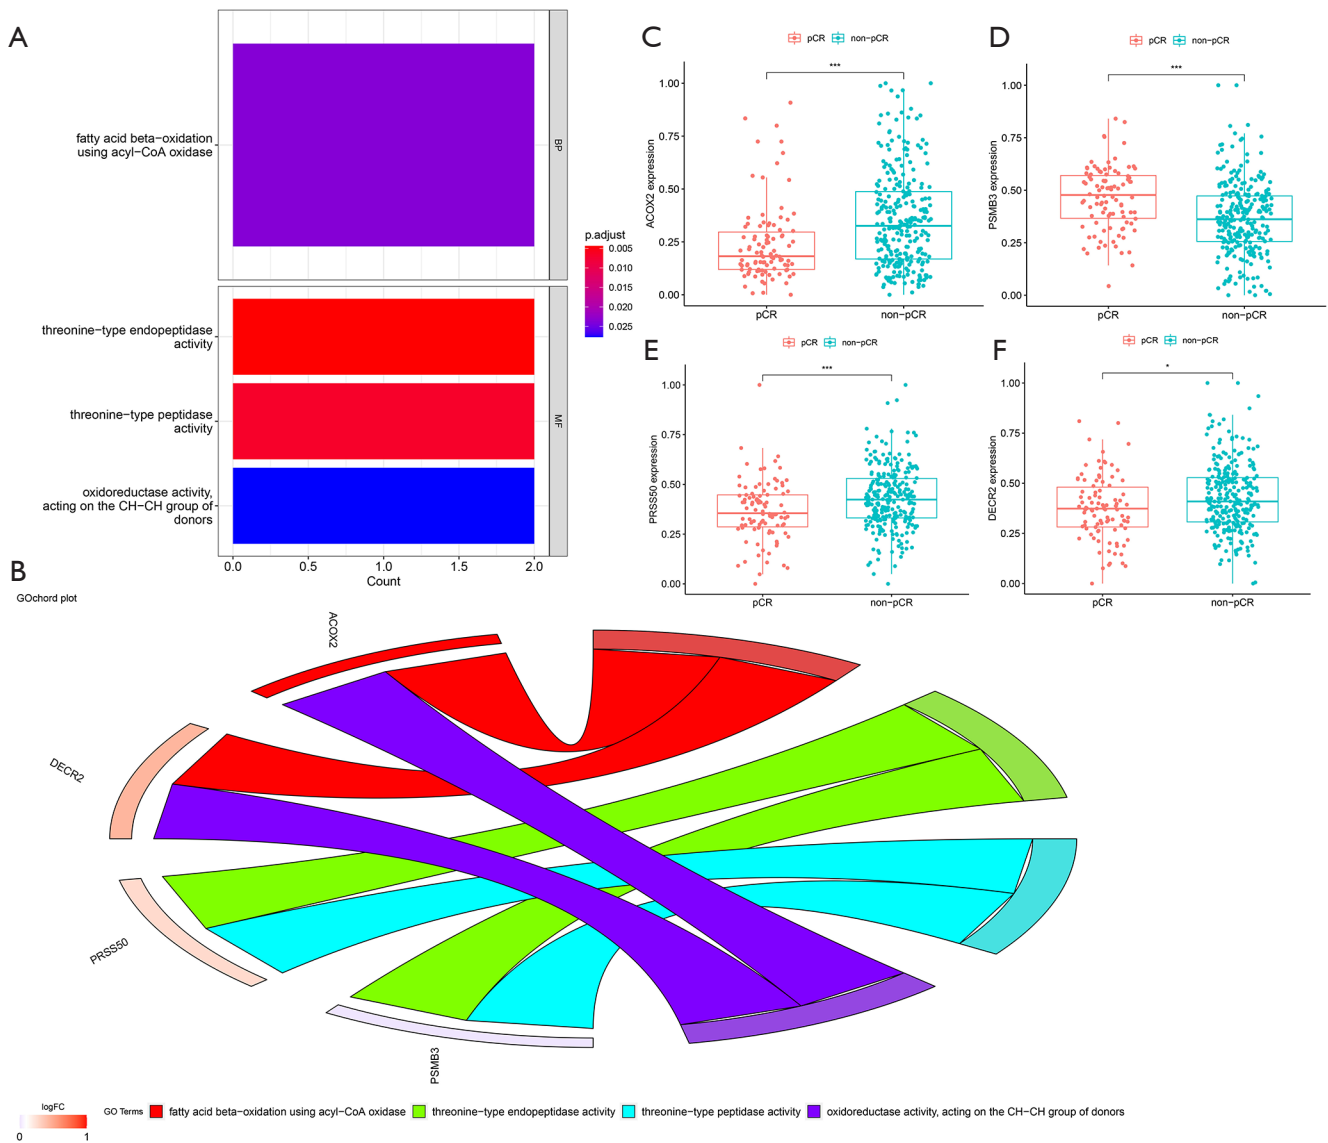 A
fatty acid beta−oxidation
using acyl−CoA oxidase
BP
threonine−type endopeptidase
activity
threonine−type peptidase
activity
oxidoreductase activity,
acting on the CH−CH group of
donors
MF
0.0
0.5
1.0
1.5
2.0
Count
p.adjust
0.005
0.010
0.015
0.020
0.025
C
pCR
non−pCR
***
ACOX2 expression
1.00
0.75
0.50
0.25
0.00
pCR
non−pCR
D
pCR
non−pCR
***
PSMB3 expression
1.00
0.75
0.50
0.25
0.00
pCR
non−pCR
E
pCR
non−pCR
***
PRSS50 expression
1.00
0.75
0.50
0.25
0.00
pCR
non−pCR
F
pCR
non−pCR
*
DECR2 expression
1.00
0.75
0.50
0.25
0.00
pCR
non−pCR
B
GOchord plot
ACOX2
DECR2
PRSS50
PSMB3
logFC
0
1
GO Terms
fatty acid beta−oxidation using acyl−CoA oxidase
threonine−type endopeptidase activity
threonine−type peptidase activity
oxidoreductase activity, acting on the CH−CH group of donors